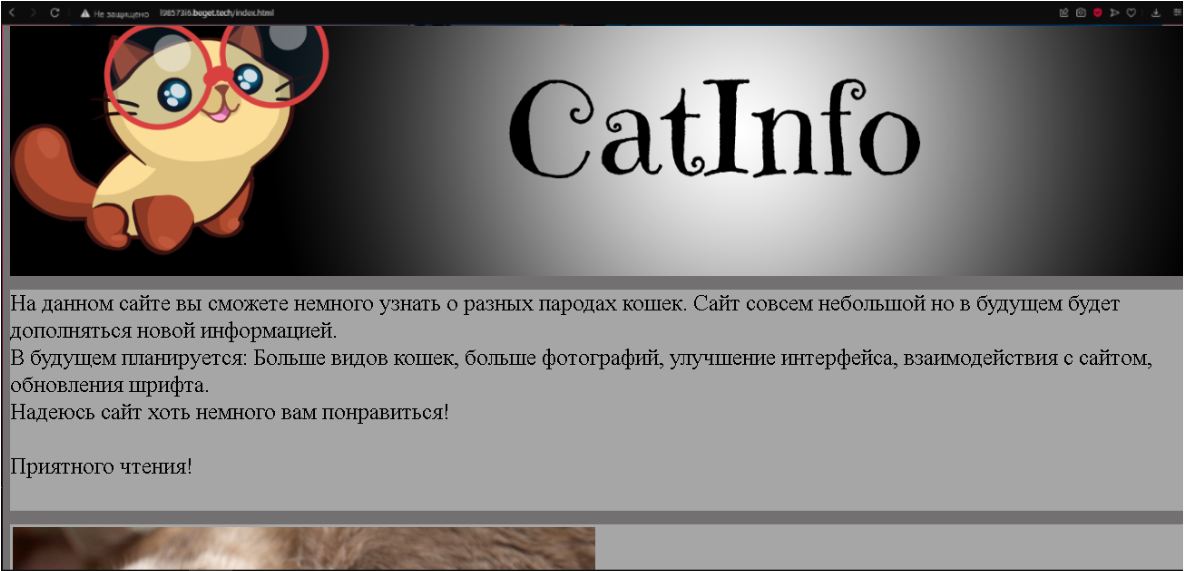 Не защищено
beget.tech/index.html
CatInfo
На данном сайте вы сможете немного узнать о разных пародах кошек. Сайт совсем небольшой но в будущем будет
дополняться новой информацией.
В будущем планируется: Больше видов кошек, больше фотографий, улучшение интерфейса, взаимодействия с сайтом,
обновления шрифта.
Надеюсь сайт хоть немного вам понравиться!
Приятного чтения!